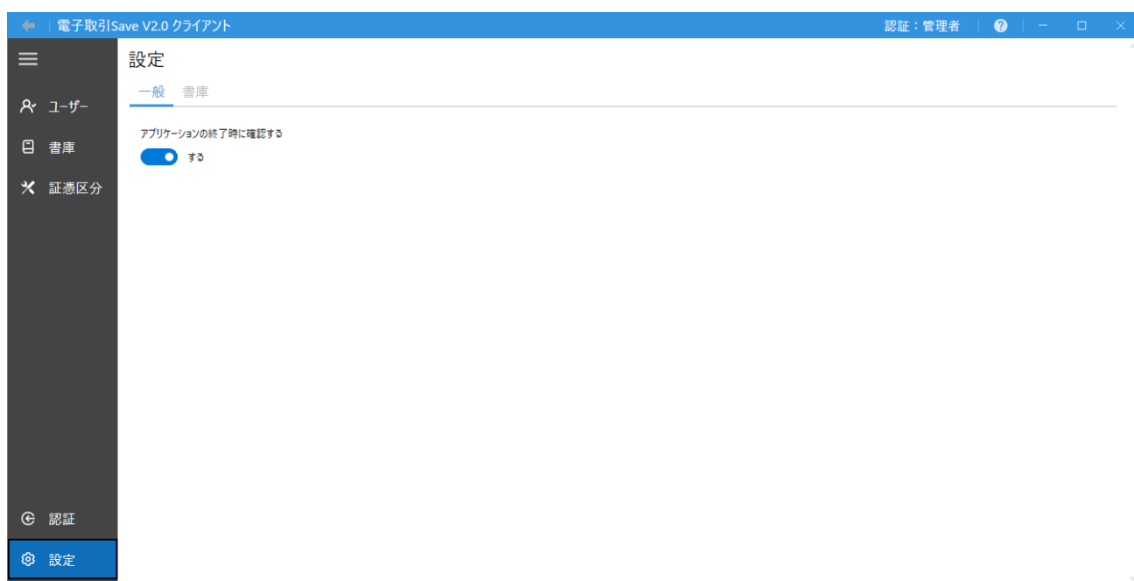 電子取引Save V2.0 クライアント
認証：管理者
設定
一般 書庫
アプリケーションの終了時に確認する
する
ユーザー
書庫
証憑区分
認証
設定